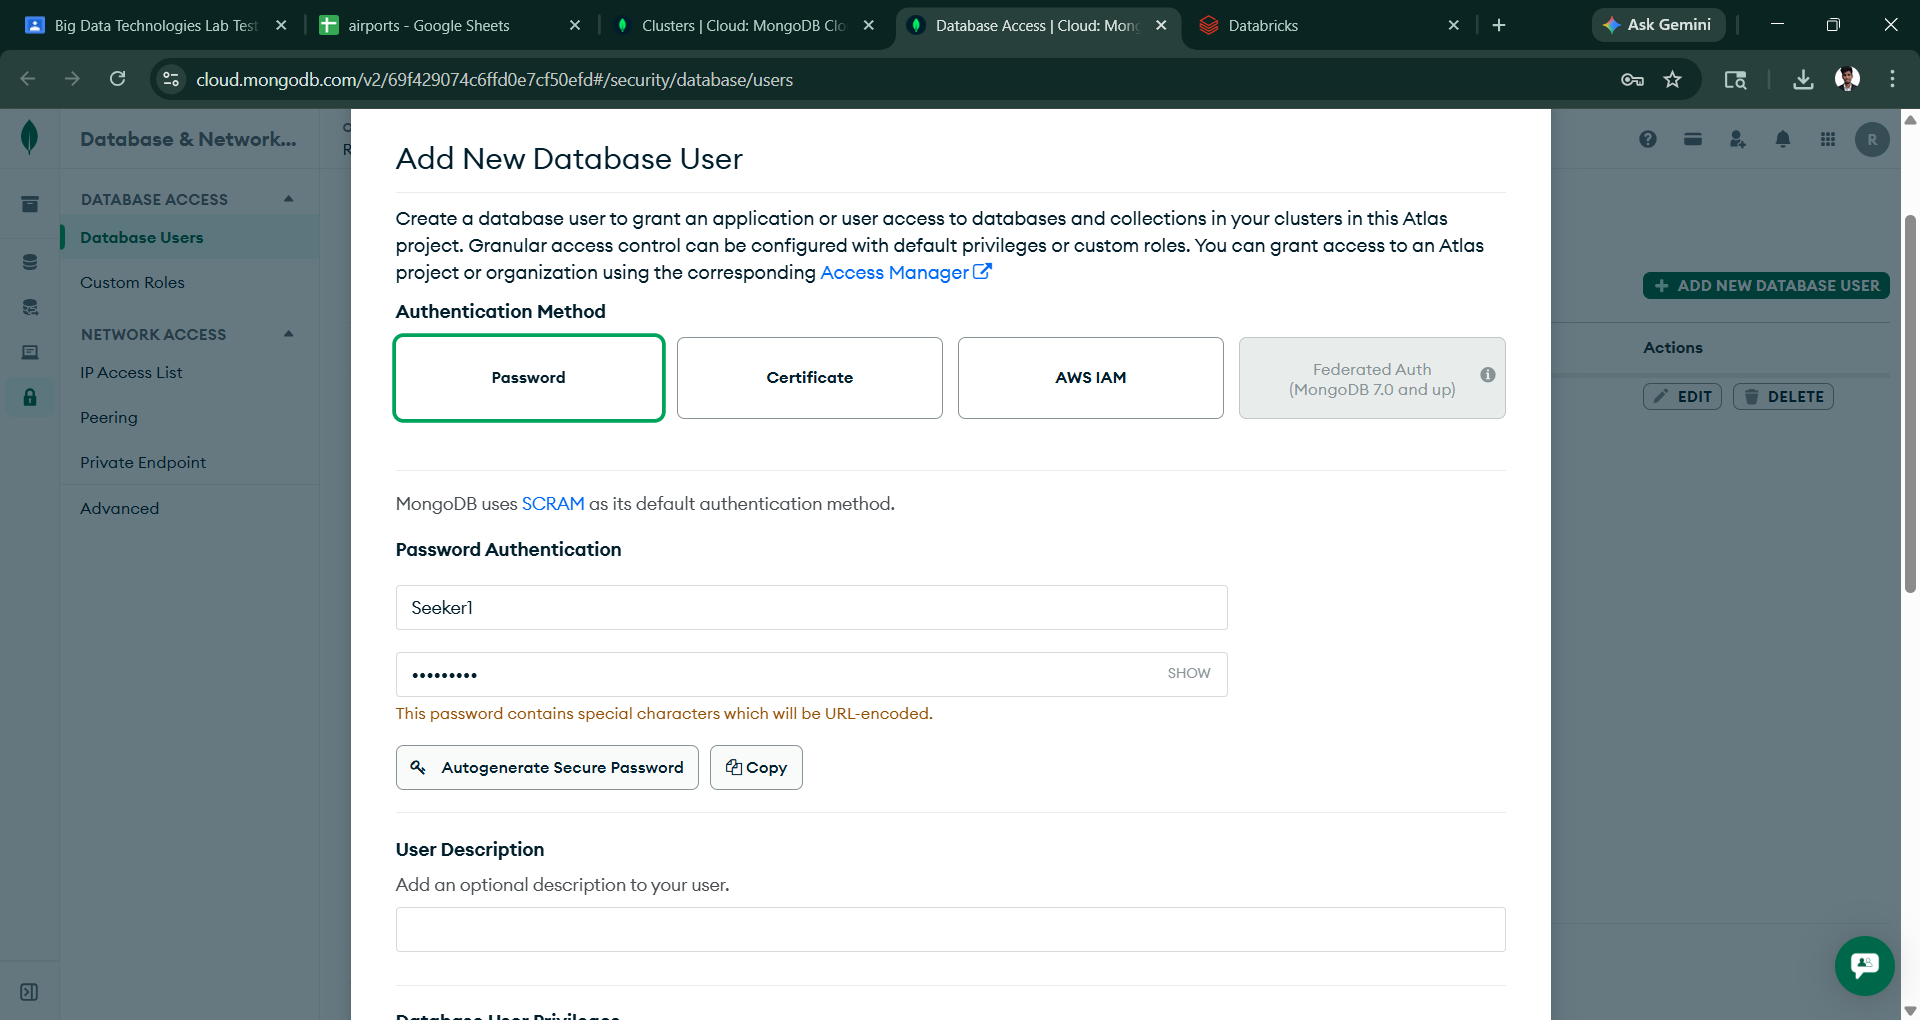 Big Data Technologies Lab Test
airports - Google Sheets
Clusters | Cloud: MongoDB Clo
Database Access | Cloud: Mong
Databricks
Ask Gemini
cloud.mongodb.com/v2/69f429074c6ffd0e7cf50efd#/security/database/users
Database & Network...
O
R
R
DATABASE ACCESS
Database Users
Custom Roles
NETWORK ACCESS
IP Access List
Peering
Private Endpoint
Advanced
Add New Database User
Create a database user to grant an application or user access to databases and collections in your clusters in this Atlas
project. Granular access control can be configured with default privileges or custom roles. You can grant access to an Atlas
project or organization using the corresponding Access Manager
Authentication Method
Password
Certificate
AWS IAM
Federated Auth
(MongoDB 7.0 and up)
MongoDB uses SCRAM as its default authentication method.
Password Authentication
Seeker1
•••••••••
SHOW
This password contains special characters which will be URL-encoded.
Autogenerate Secure Password
Copy
User Description
Add an optional description to your user.
Database User Privileges
+ ADD NEW DATABASE USER
Actions
EDIT
DELETE